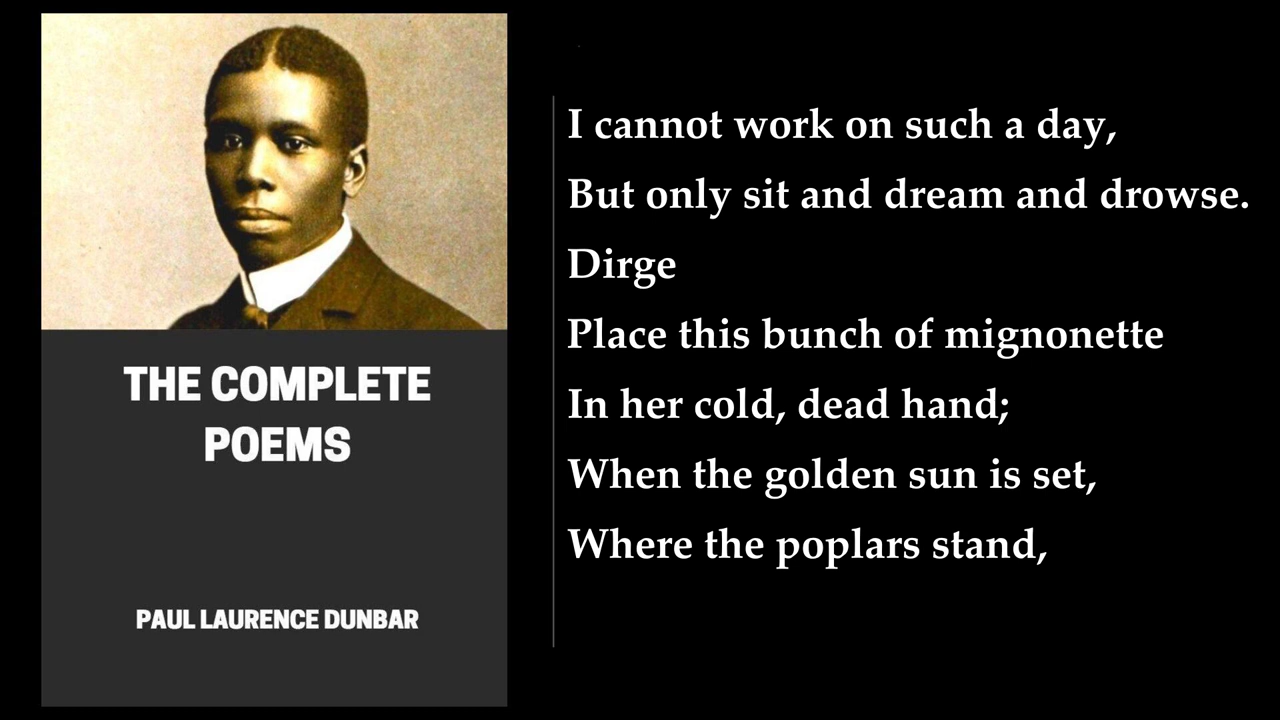 THE COMPLETE
POEMS
PAUL LAURENCE DUNBAR
I cannot work on such a day,
But only sit and dream and drowse.
Dirge
Place this bunch of mignonette
In her cold, dead hand;
When the golden sun is set,
Where the poplars stand,